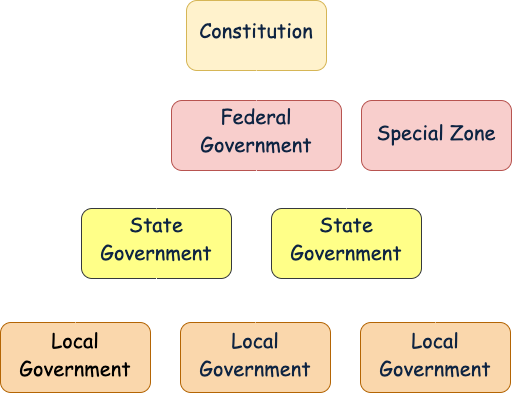 Constitution
Federal
Government
Special Zone
State
Government
State
Government
Local
Government
Local
Government
Local
Government